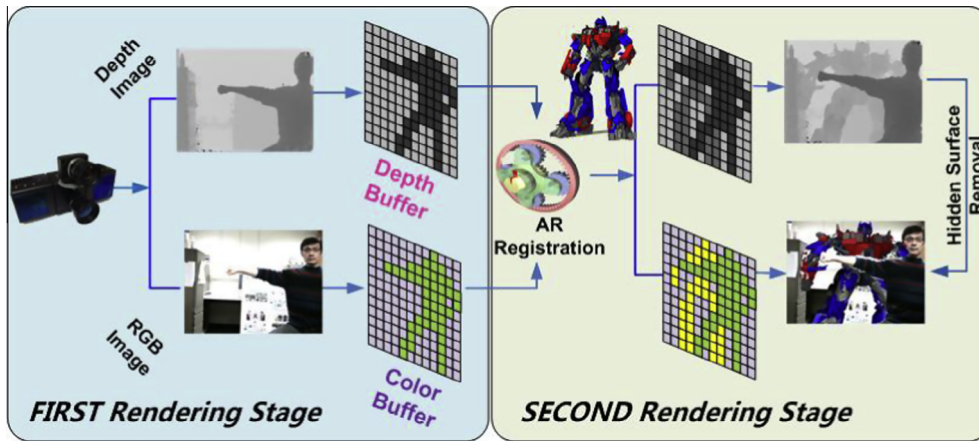 Depth
Image
Depth
Buffer
RGB
Image
Color
Buffer
FIRST Rendering Stage
AR
Registration
Hidden Surface
Removal
SECOND Rendering Stage